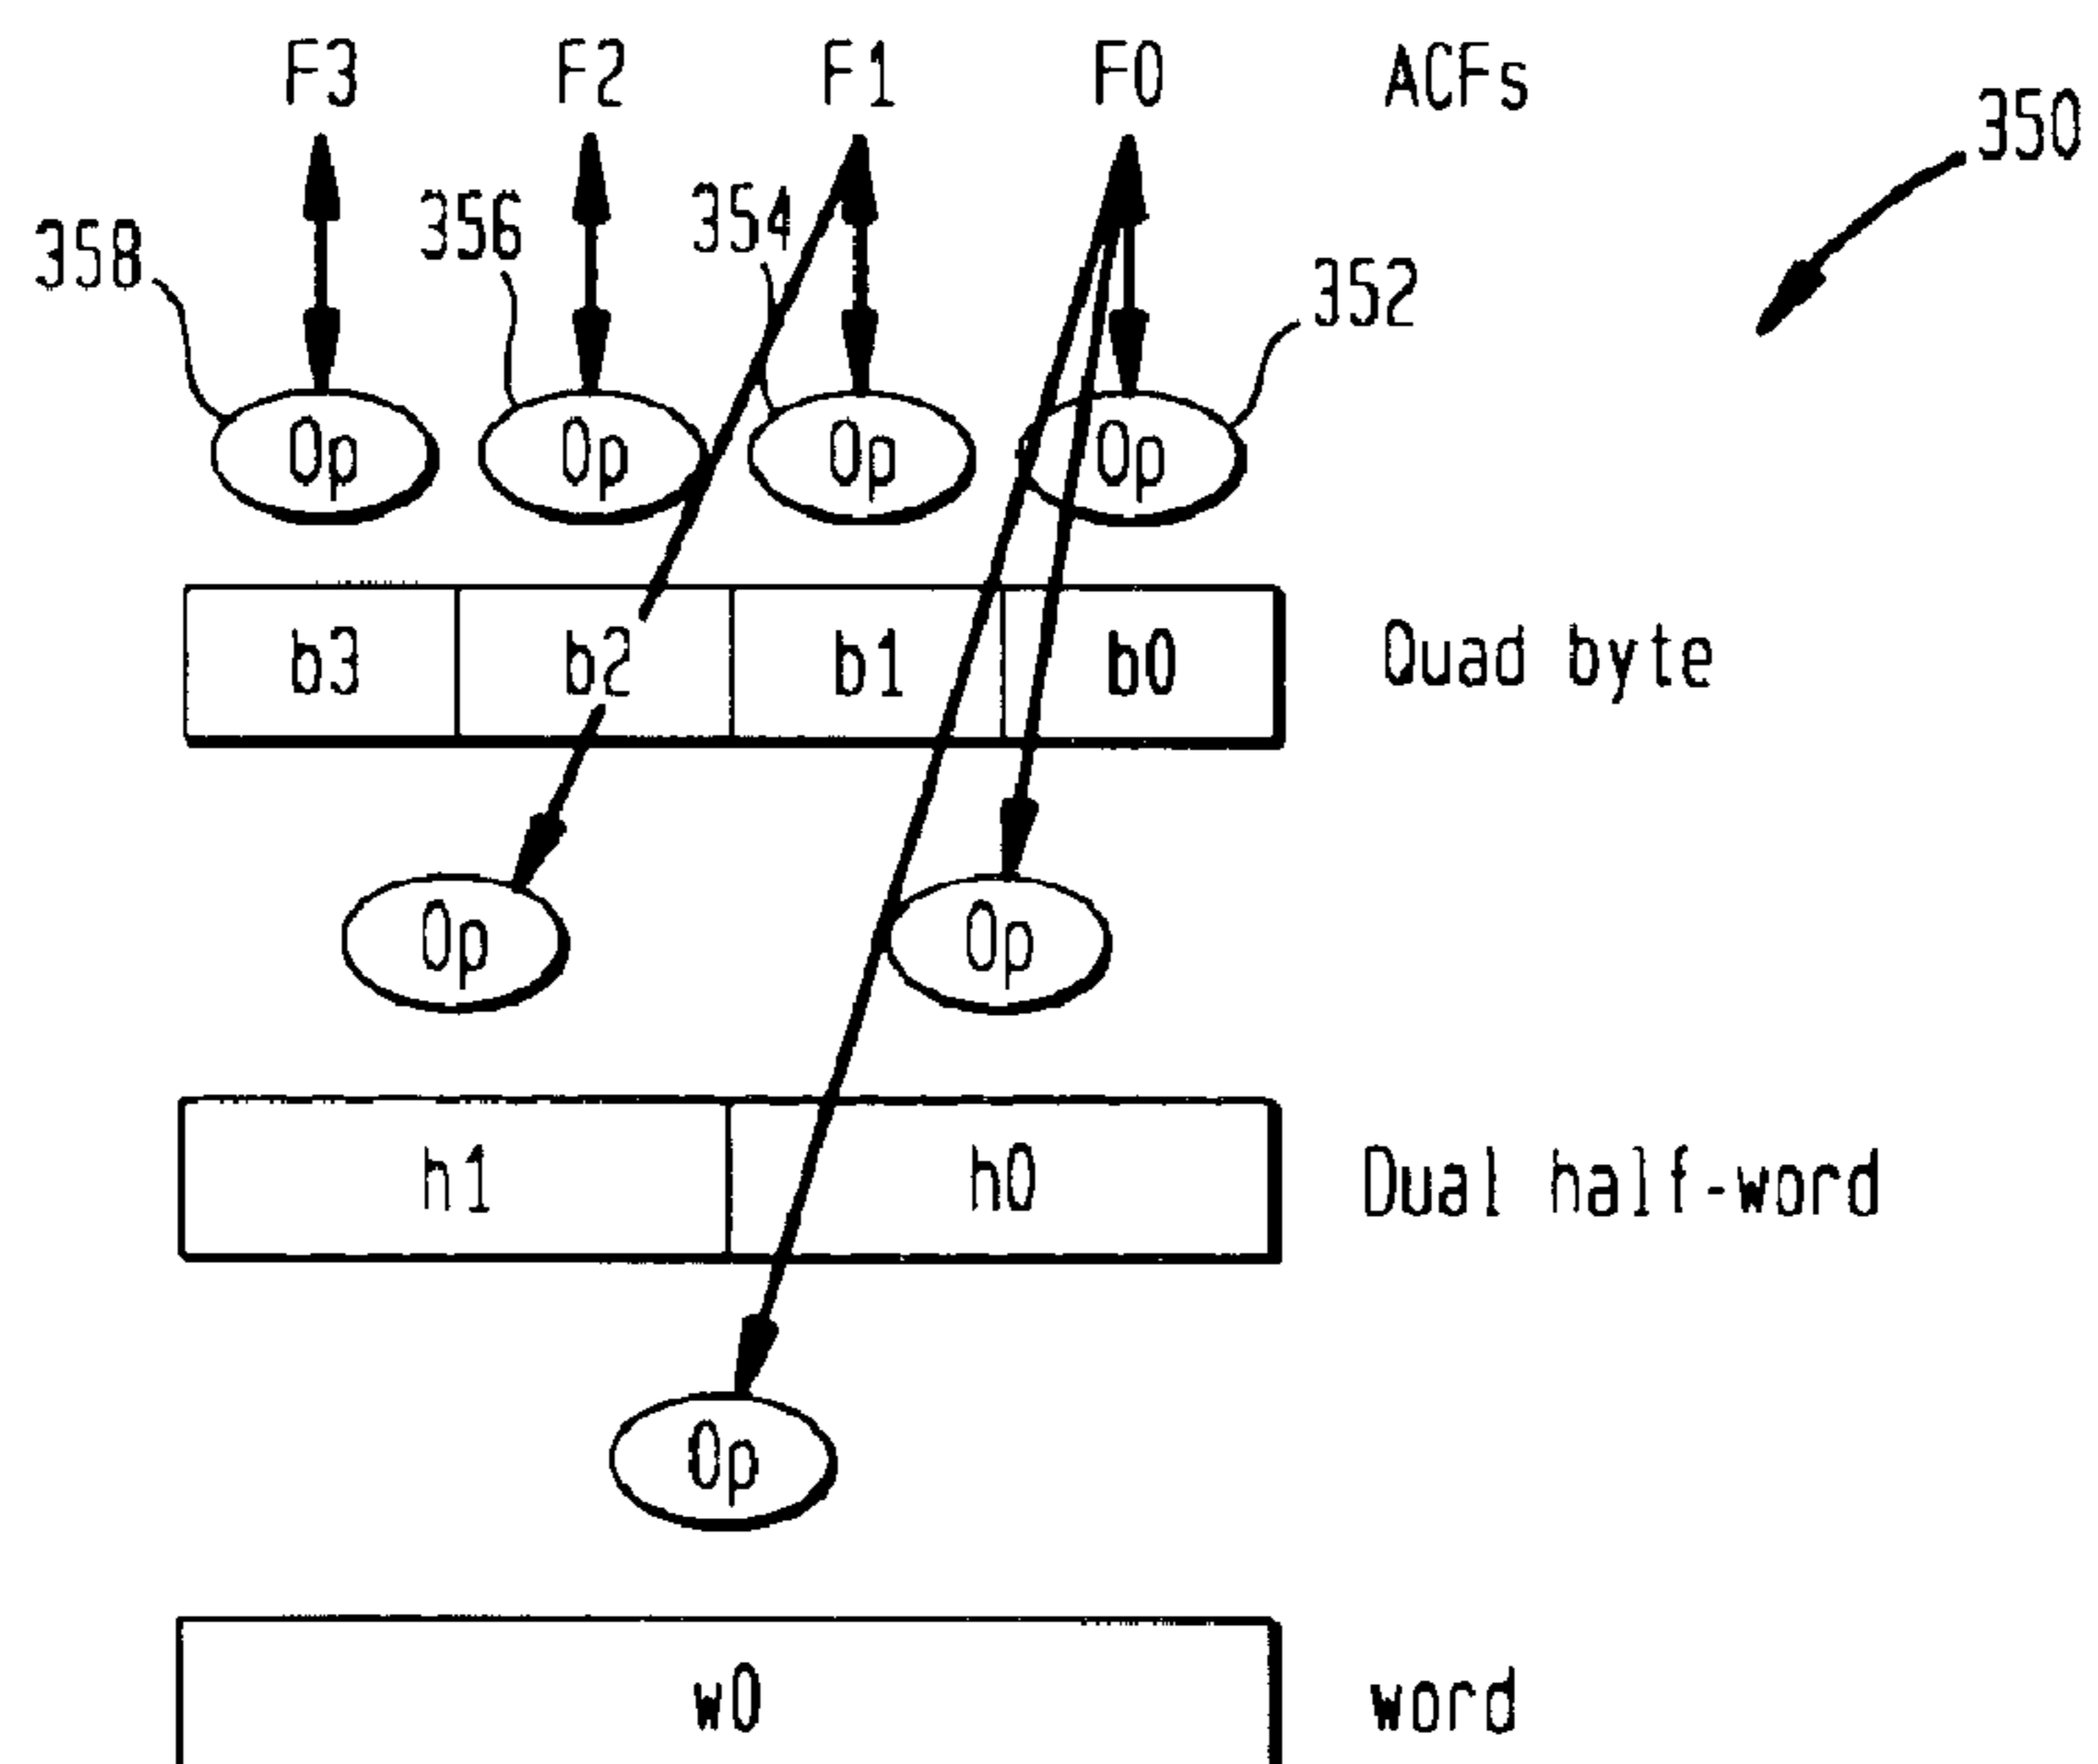 F3 F2 F1 F0 ACFs
350
358 356 354 352
Op Op Op Op
b3 b2 b1 b0 Quad byte
Op Op
h1 h0 Dual half-word
Op
w0 word